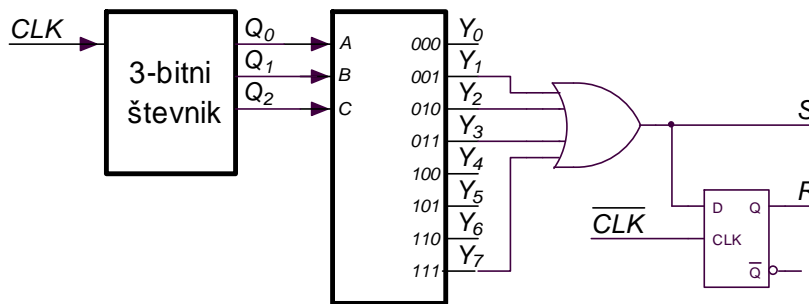 CLK
3-bitni
števnik
Q0
Q1
Q2
A
B
C
000
001
010
011
100
101
110
111
Y0
Y1
Y2
Y3
Y4
Y5
Y6
Y7
S
R
CLK
D
Q
CLK
Q